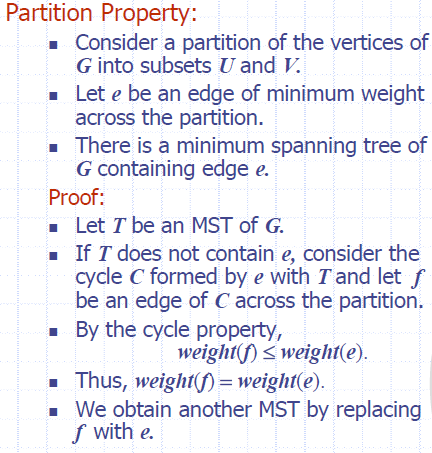 Partition Property:
▪ Consider a partition of the vertices of
G into subsets U and V.
▪ Let e be an edge of minimum weight
across the partition.
▪ There is a minimum spanning tree of
G containing edge e.
Proof:
▪ Let T be an MST of G.
▪ If T does not contain e, consider the
cycle C formed by e with T and let f
be an edge of C across the partition.
▪ By the cycle property,
weight(f) ≤ weight(e).
▪ Thus, weight(f) = weight(e).
▪ We obtain another MST by replacing
f with e.